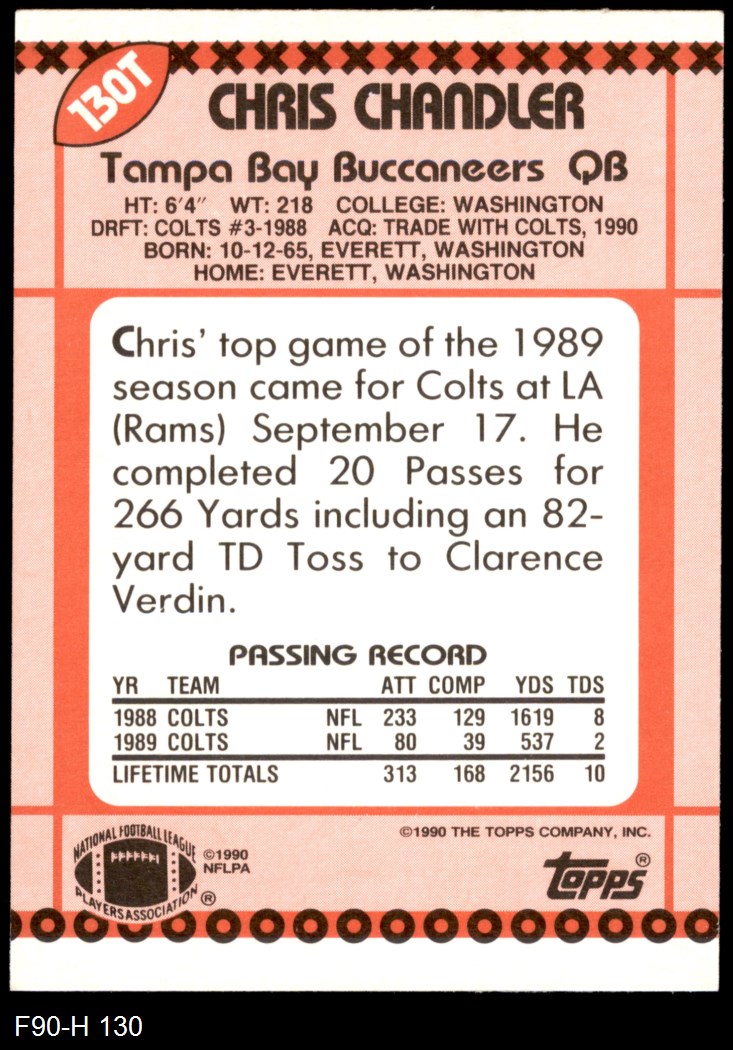 130T
CHRIS CHANDLER
Tampa Bay Buccaneers QB
HT: 6'4" WT: 218 COLLEGE: WASHINGTON
DRFT: COLTS #3-1988 ACQ: TRADE WITH COLTS, 1990
BORN: 10-12-65, EVERETT, WASHINGTON
HOME: EVERETT, WASHINGTON
Chris' top game of the 1989
season came for Colts at LA
(Rams) September 17. He
completed 20 Passes for
266 Yards including an 82-
yard TD Toss to Clarence
Verdin.
PASSING RECORD
YR TEAM ATT COMP YDS TDS
1988 COLTS NFL 233 129 1619 8
1989 COLTS NFL 80 39 537 2
LIFETIME TOTALS 313 168 2156 10
©1990 THE TOPPS COMPANY, INC.
NATIONAL FOOTBALL LEAGUE
PLAYERS ASSOCIATION ®
©1990
NFLPA
topps ®
F90-H 130